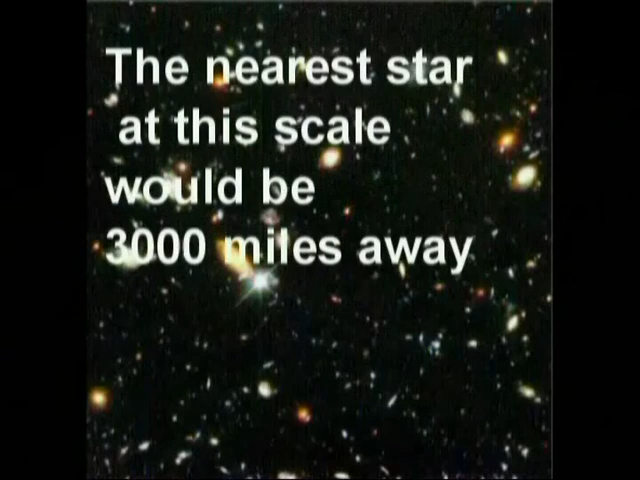 The nearest star
at this scale
would be
3000 miles away